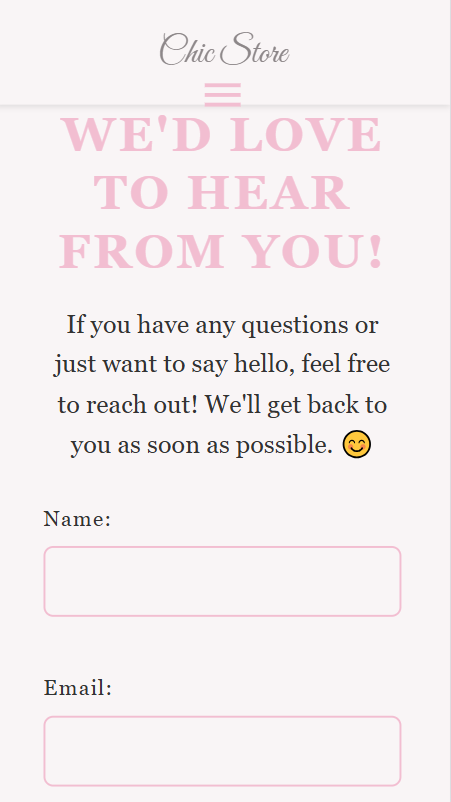 Chic Store
WE'D LOVE
TO HEAR
FROM YOU!
If you have any questions or
just want to say hello, feel free
to reach out! We'll get back to
you as soon as possible. 😊
Name:
Email: